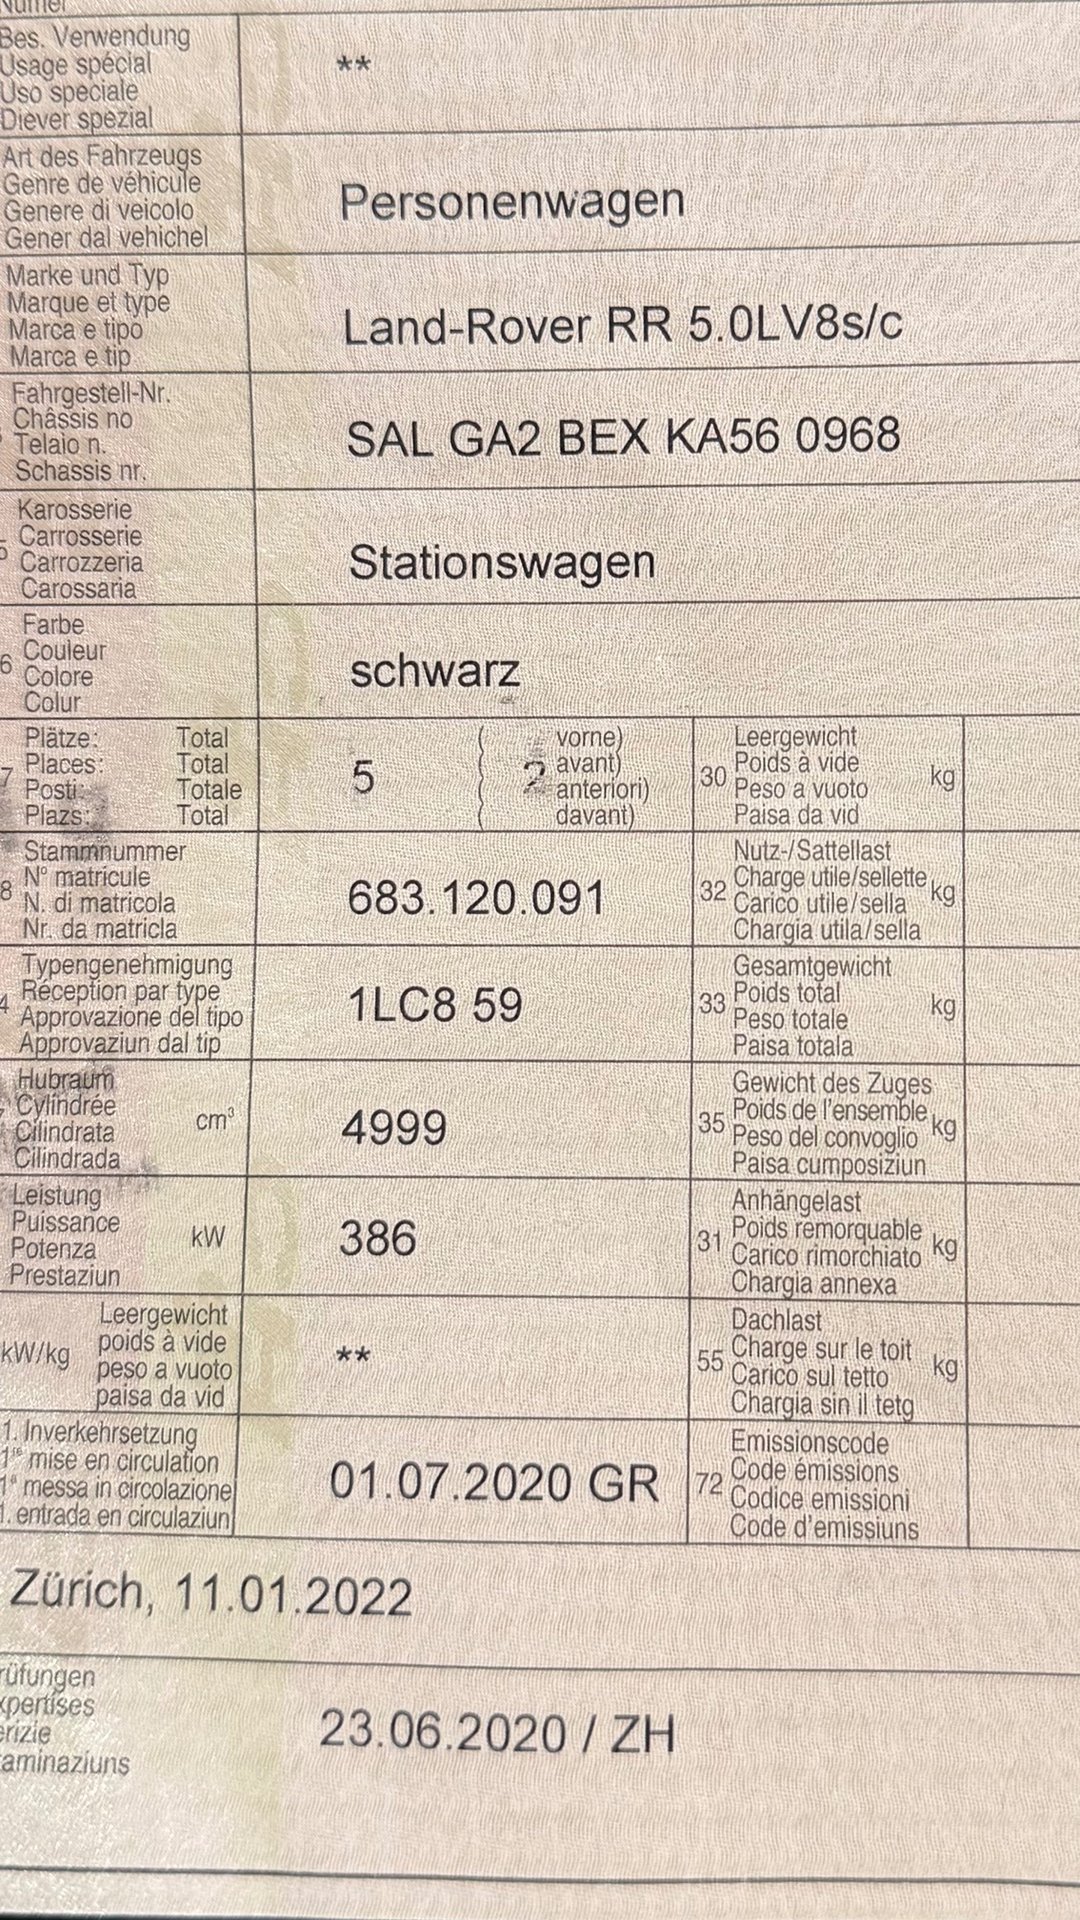 Numer
Bes. Verwendung
Usage spécial
Uso speciale
Diever spezial
**
Art des Fahrzeugs
Genre de véhicule
Genere di veicolo
Gener dal vehichel
Personenwagen
Marke und Typ
Marque et type
Marca e tipo
Marca e tip
Land-Rover RR 5.0LV8s/c
Fahrgestell-Nr.
Châssis no
Telaio n.
Schassis nr.
SAL GA2 BEX KA56 0968
Karosserie
Carrosserie
Carrozzeria
Carossaria
Stationswagen
6
Farbe
Couleur
Colore
Colur
schwarz
7
Plätze: Total
Places: Total
Posti: Totale
Plazs: Total
5
( vorne)
( 2 avant)
( anteriori)
( davant)
30
Leergewicht
Poids à vide
Peso a vuoto
Paisa da vid
kg
8
Stammnummer
N° matricule
N. di matricola
Nr. da matricla
683.120.091
32
Nutz-/Sattellast
Charge utile/sellette
Carico utile/sella
Chargia utila/sella
kg
4
Typengenehmigung
Réception par type
Approvazione del tipo
Approvaziun dal tip
1LC8 59
33
Gesamtgewicht
Poids total
Peso totale
Paisa totala
kg
Hubraum
Cylindrée
Cilindrata
Cilindrada
cm³
4999
35
Gewicht des Zuges
Poids de l'ensemble
Peso del convoglio
Paisa cumposiziun
kg
Leistung
Puissance
Potenza
Prestaziun
kW
386
31
Anhängelast
Poids remorquable
Carico rimorchiato
Chargia annexa
kg
kW/kg
Leergewicht
poids à vide
peso a vuoto
paisa da vid
**
55
Dachlast
Charge sur le toit
Carico sul tetto
Chargia sin il tetg
kg
1. Inverkehrsetzung
1re mise en circulation
1a messa in circolazione
1. entrada en circulaziun
01.07.2020 GR
72
Emissionscode
Code émissions
Codice emissioni
Code d'emissiuns
Zürich, 11.01.2022
rüfungen
xpertises
erizie
aminaziuns
23.06.2020 / ZH